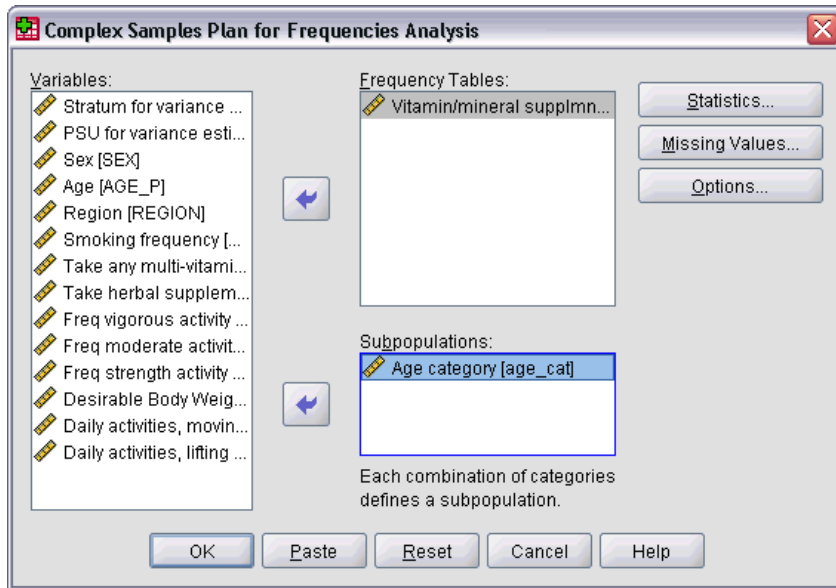 Complex Samples Plan for Frequencies Analysis
Variables:
Stratum for variance ...
PSU for variance esti...
Sex [SEX]
Age [AGE_P]
Region [REGION]
Smoking frequency [...
Take any multi-vitami...
Take herbal supplem...
Freq vigorous activity ...
Freq moderate activit...
Freq strength activity ...
Desirable Body Weig...
Daily activities, movin...
Daily activities, lifting ...
Frequency Tables:
Vitamin/mineral supplmn...
Subpopulations:
Age category [age_cat]
Each combination of categories
defines a subpopulation.
Statistics...
Missing Values...
Options...
OK
Paste
Reset
Cancel
Help